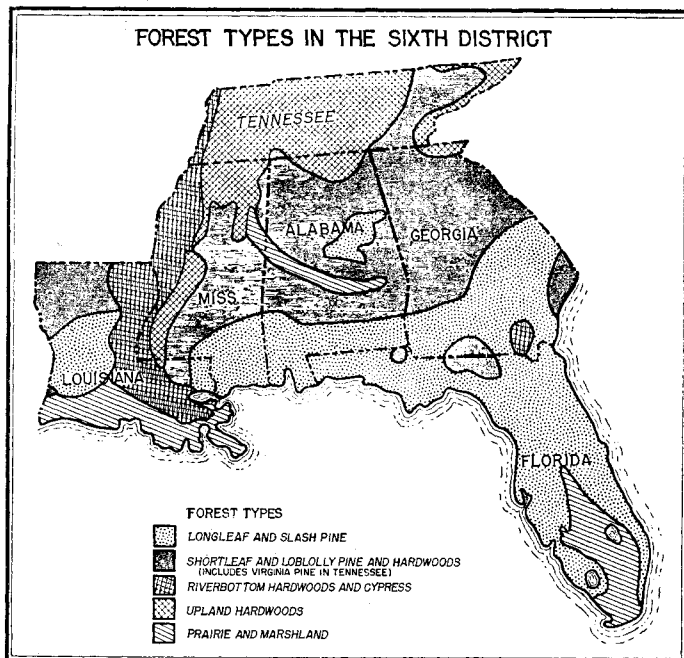 FOREST TYPES IN THE SIXTH DISTRICT
TENNESSEE
ALABAMA
GEORGIA
MISS.
LOUISIANA
FLORIDA
FOREST TYPES
LONGLEAF AND SLASH PINE
SHORTLEAF AND LOBLOLLY PINE AND HARDWOODS
(INCLUDES VIRGINIA PINE IN TENNESSEE)
RIVERBOTTOM HARDWOODS AND CYPRESS
UPLAND HARDWOODS
PRAIRIE AND MARSHLAND